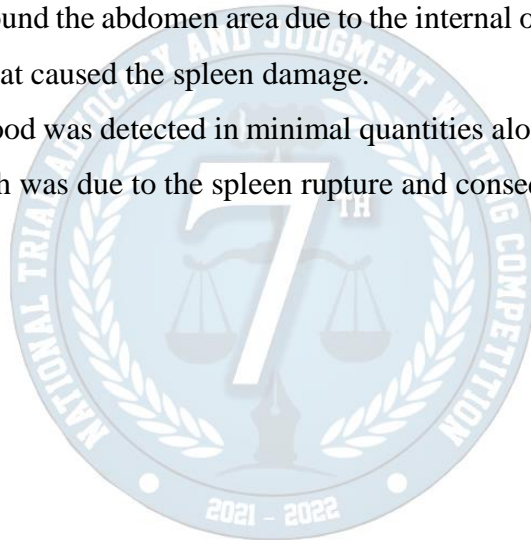 ound the abdomen area due to the internal o
at caused the spleen damage.
ood was detected in minimal quantities alo
h was due to the spleen rupture and conse
7TH
NATIONAL TRIAL ADVOCACY AND JUDGMENT WRITING COMPETITION
2021 – 2022